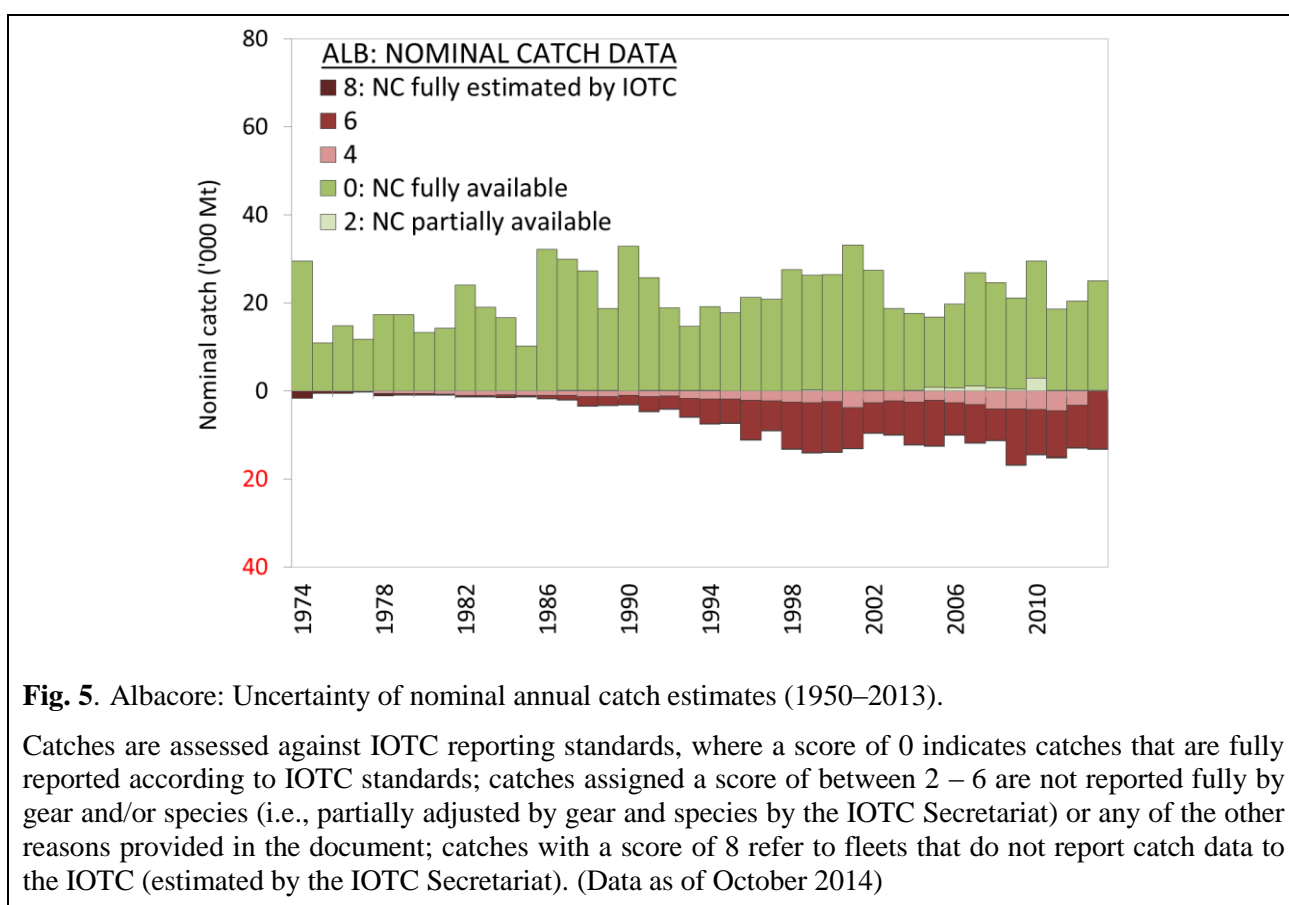 80
60
40
20
0
20
40
Nominal catch ('000 Mt)
ALB: NOMINAL CATCH DATA
8: NC fully estimated by IOTC
6
4
0: NC fully available
2: NC partially available
1974
1978
1982
1986
1990
1994
1998
2002
2006
2010
Fig. 5. Albacore: Uncertainty of nominal annual catch estimates (1950–2013).
Catches are assessed against IOTC reporting standards, where a score of 0 indicates catches that are fully
reported according to IOTC standards; catches assigned a score of between 2 – 6 are not reported fully by
gear and/or species (i.e., partially adjusted by gear and species by the IOTC Secretariat) or any of the other
reasons provided in the document; catches with a score of 8 refer to fleets that do not report catch data to
the IOTC (estimated by the IOTC Secretariat). (Data as of October 2014)